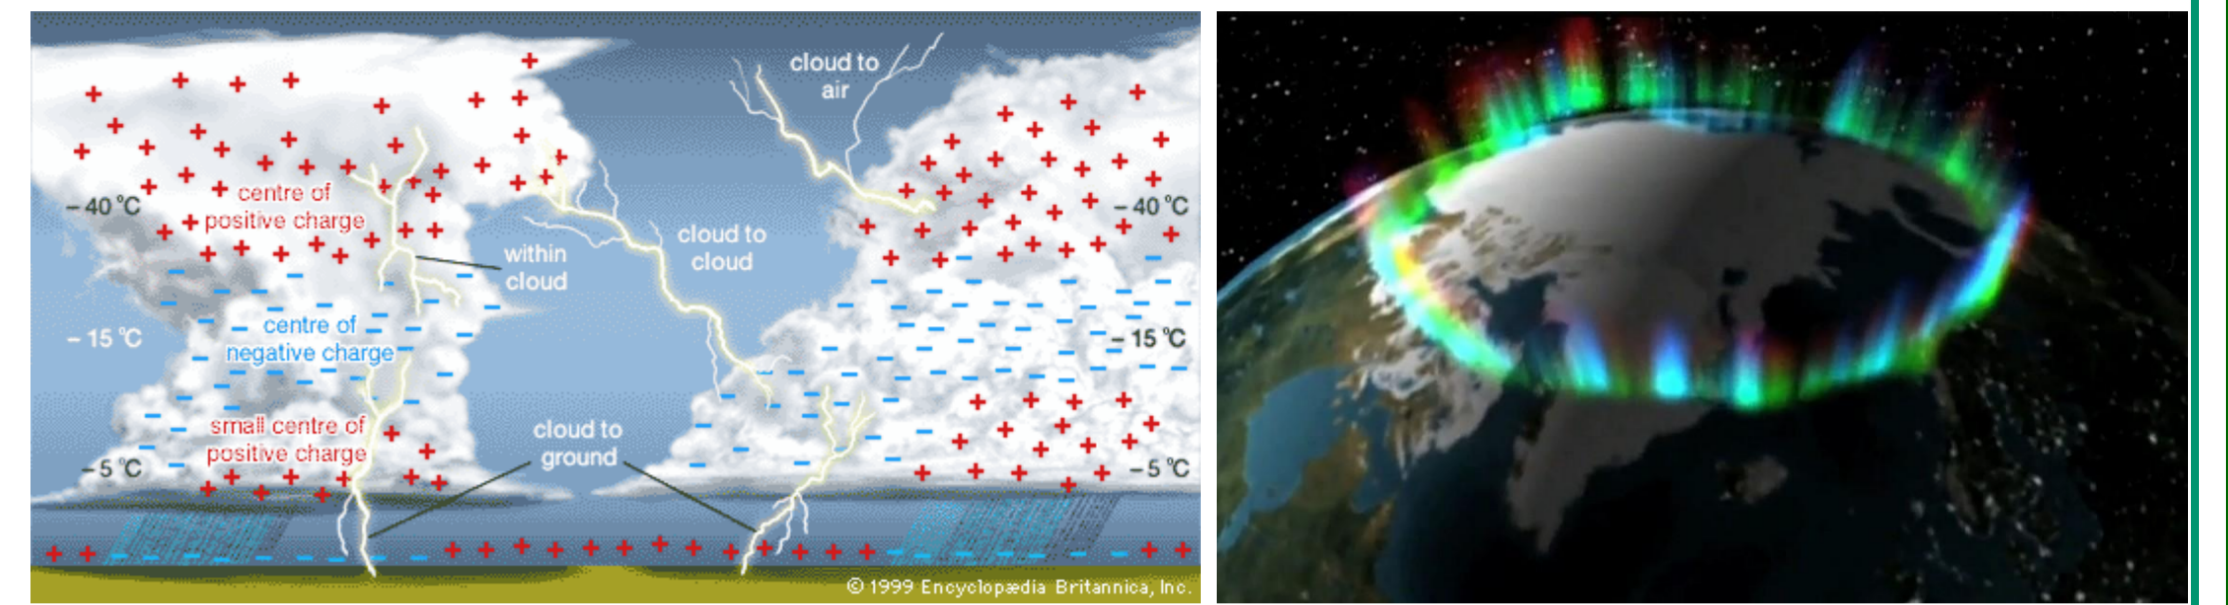 cloud to
air
centre of
positive charge
– 40 °C
– 40 °C
within
cloud
cloud to
cloud
centre of
negative charge
– 15 °C
– 15 °C
small centre of
positive charge
cloud to
ground
– 5 °C
– 5 °C
© 1999 Encyclopædia Britannica, Inc.